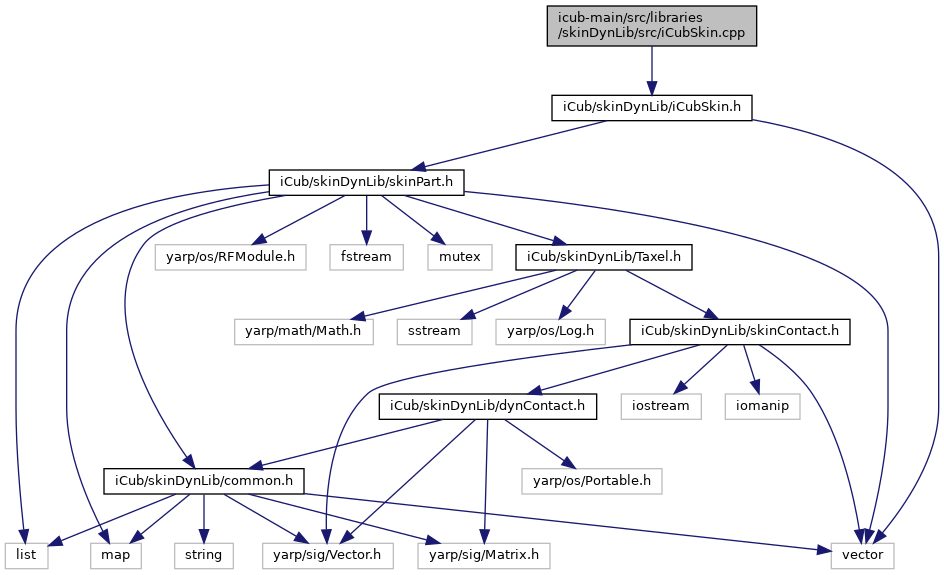 icub-main/src/libraries
/skinDynLib/src/iCubSkin.cpp
iCub/skinDynLib/iCubSkin.h
iCub/skinDynLib/skinPart.h
yarp/os/RFModule.h
fstream
mutex
iCub/skinDynLib/Taxel.h
yarp/math/Math.h
sstream
yarp/os/Log.h
iCub/skinDynLib/skinContact.h
iCub/skinDynLib/dynContact.h
iostream
iomanip
iCub/skinDynLib/common.h
yarp/os/Portable.h
list
map
string
yarp/sig/Vector.h
yarp/sig/Matrix.h
vector